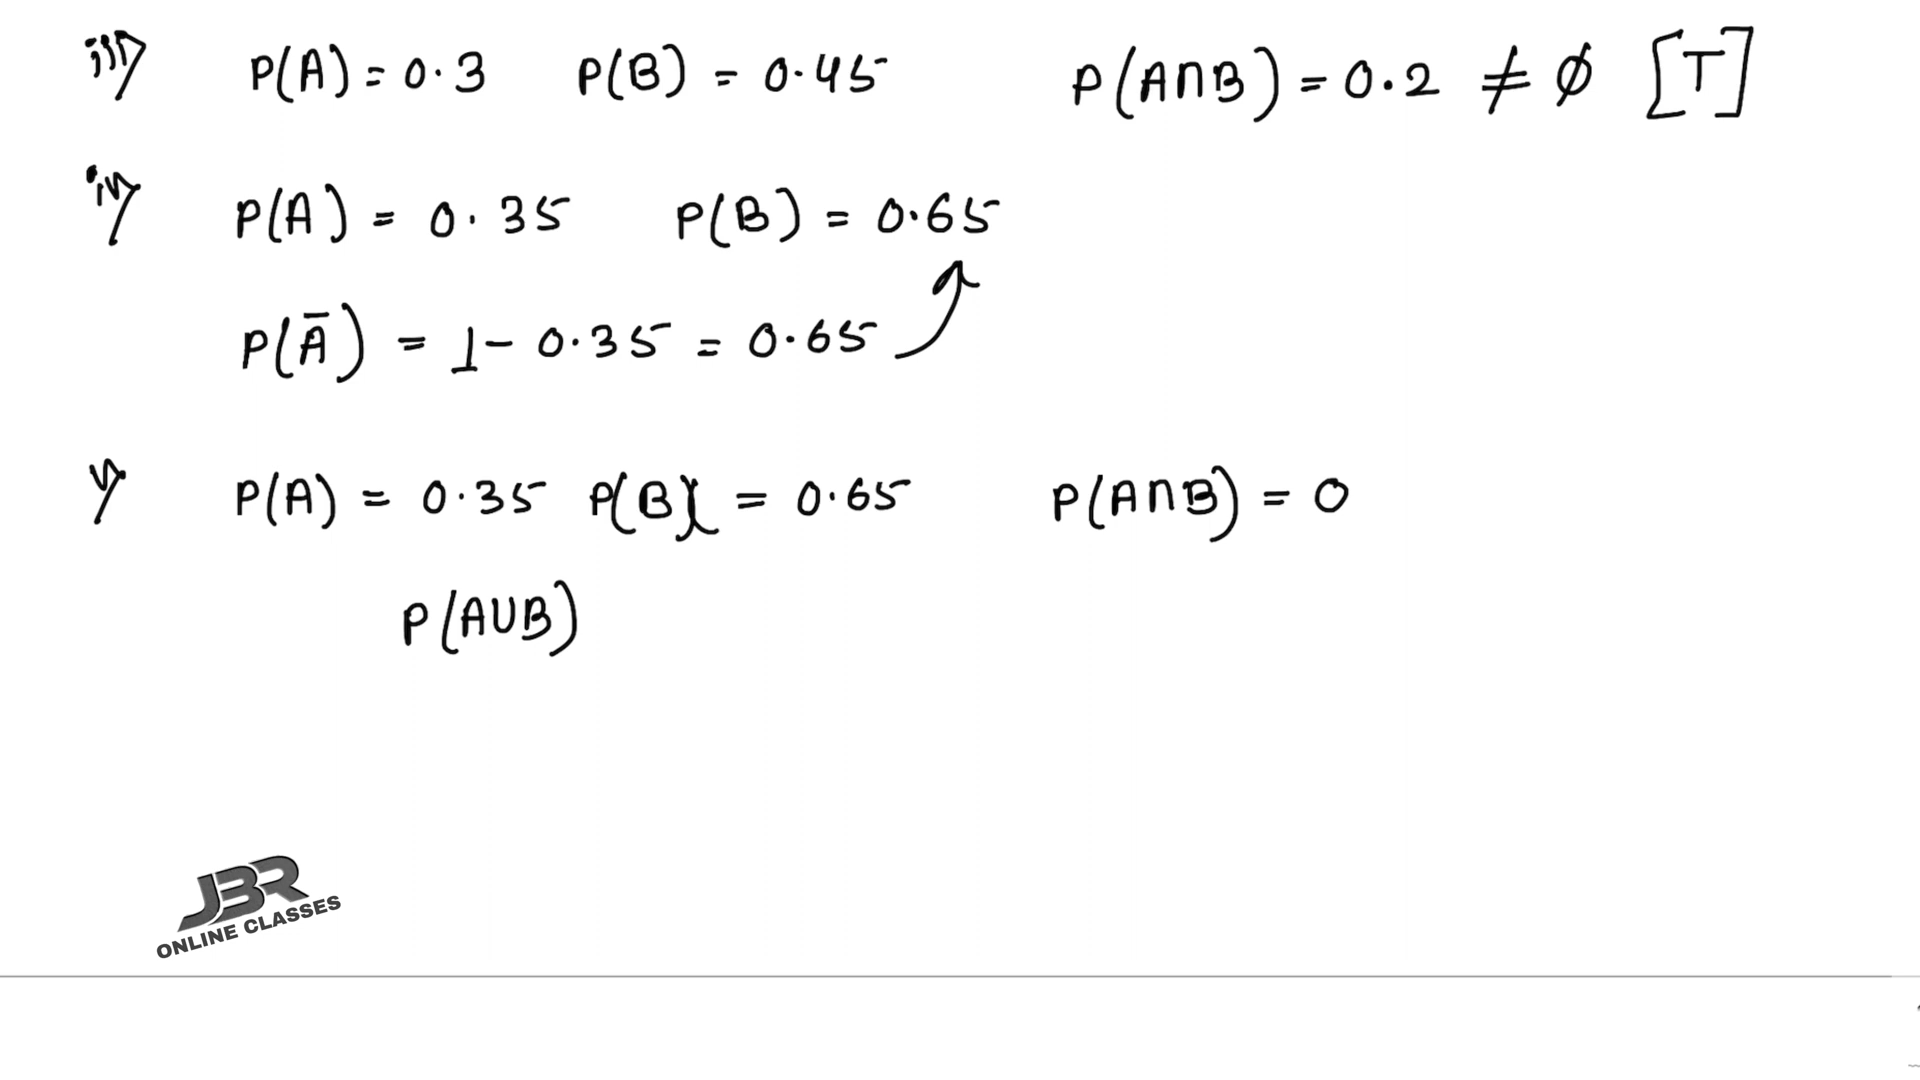 iii) P(A) = 0.3 P(B) = 0.45 P(A∩B) = 0.2 ≠ ∅ [T]
iv) P(A) = 0.35 P(B) = 0.65
P(Ā) = 1 - 0.35 = 0.65
v) P(A) = 0.35 P(B) = 0.65 P(A∩B) = 0
P(A∪B)
JBR
ONLINE CLASSES